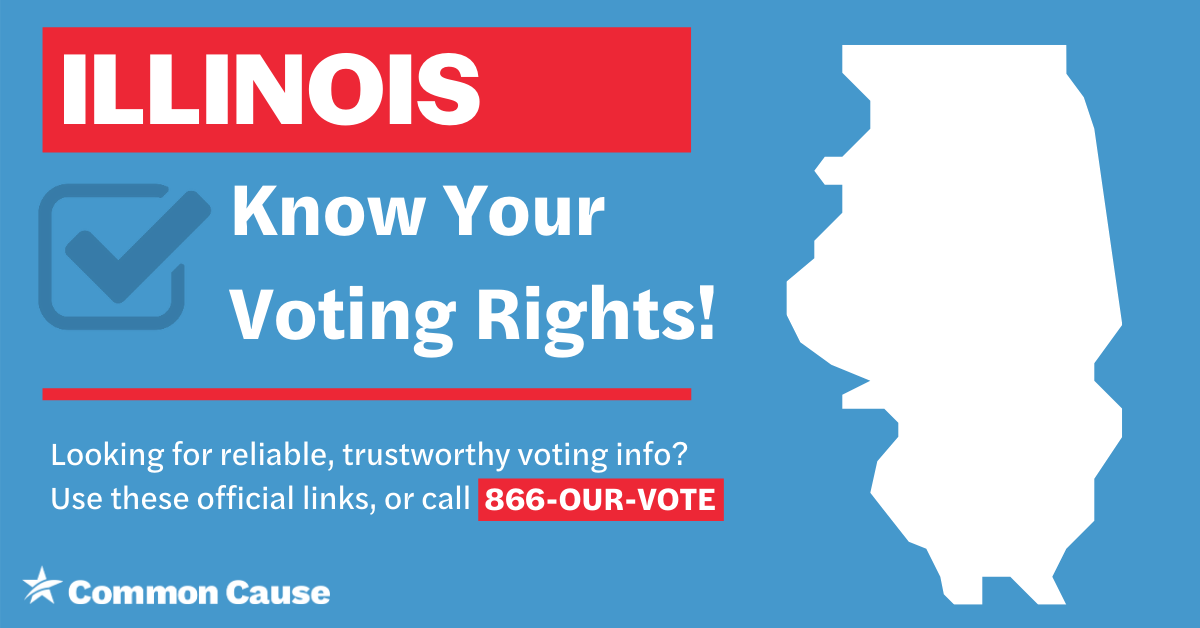 ILLINOIS
Know Your
Voting Rights!
Looking for reliable, trustworthy voting info?
Use these official links, or call 866-OUR-VOTE
Common Cause